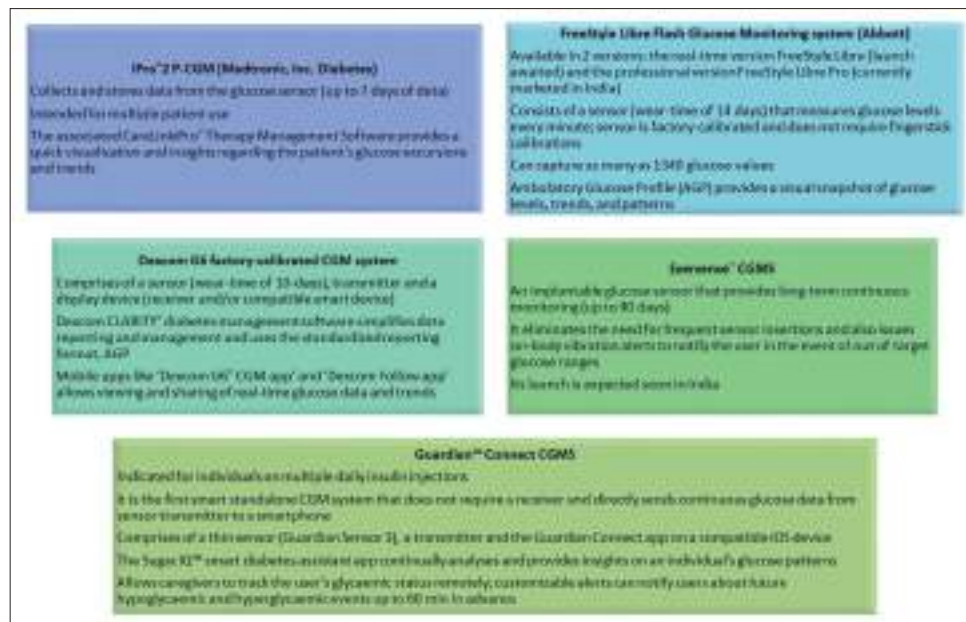 iPro™2 P-CGM (Medtronic, Inc. Diabetes)
Collects and stores data from the glucose sensor (up to 7 days of data)
Intended for multiple patient use
The associated CareLinkPro™ Therapy Management Software provides a
quick visualisation and insights regarding the patient's glucose excursions
and trends
FreeStyle Libre Flash Glucose Monitoring system (Abbott)
Available in 2 versions: the real-time version FreeStyle Libre (launch
awaited) and the professional version FreeStyle Libre Pro (currently
marketed in India)
Consists of a sensor (wear-time of 14 days) that measures glucose levels
every minute; sensor is factory-calibrated and does not require fingerstick
calibrations
Can capture as many as 1340 glucose values
Ambulatory Glucose Profile (AGP) provides a visual snapshot of glucose
levels, trends, and patterns
Dexcom G6 factory-calibrated CGM system
Comprises of a sensor (wear-time of 10-days), transmitter and a
display device (receiver and/or compatible smart device)
Dexcom CLARITY® diabetes management software simplifies data
reporting and management and uses the standardized reporting
format, AGP
Mobile apps like 'Dexcom G6® CGM app' and 'Dexcom Follow app'
allows viewing and sharing of real-time glucose data and trends
Eversense® CGMS
An implantable glucose sensor that provides long-term continuous
monitoring (up to 90 days)
It eliminates the need for frequent sensor insertions and also issues
on-body vibration alerts to notify the user in the event of out of target
glucose ranges
Its launch is expected soon in India
Guardian™ Connect CGMS
Indicated for individuals on multiple daily insulin injections
It is the first smart standalone CGM system that does not require a receiver and directly sends continuous glucose data from
sensor transmitter to a smartphone
Comprises of a thin sensor (Guardian Sensor 3), a transmitter and the Guardian Connect app on a compatible iOS device
The Sugar IQ™ smart diabetes assistant app continually analyses and provides insights on an individual's glucose patterns
Allows caregivers to track the user's glycaemic status remotely; customizable alerts can notify users about future
hypoglycaemic and hyperglycaemic events up to 60 min in advance